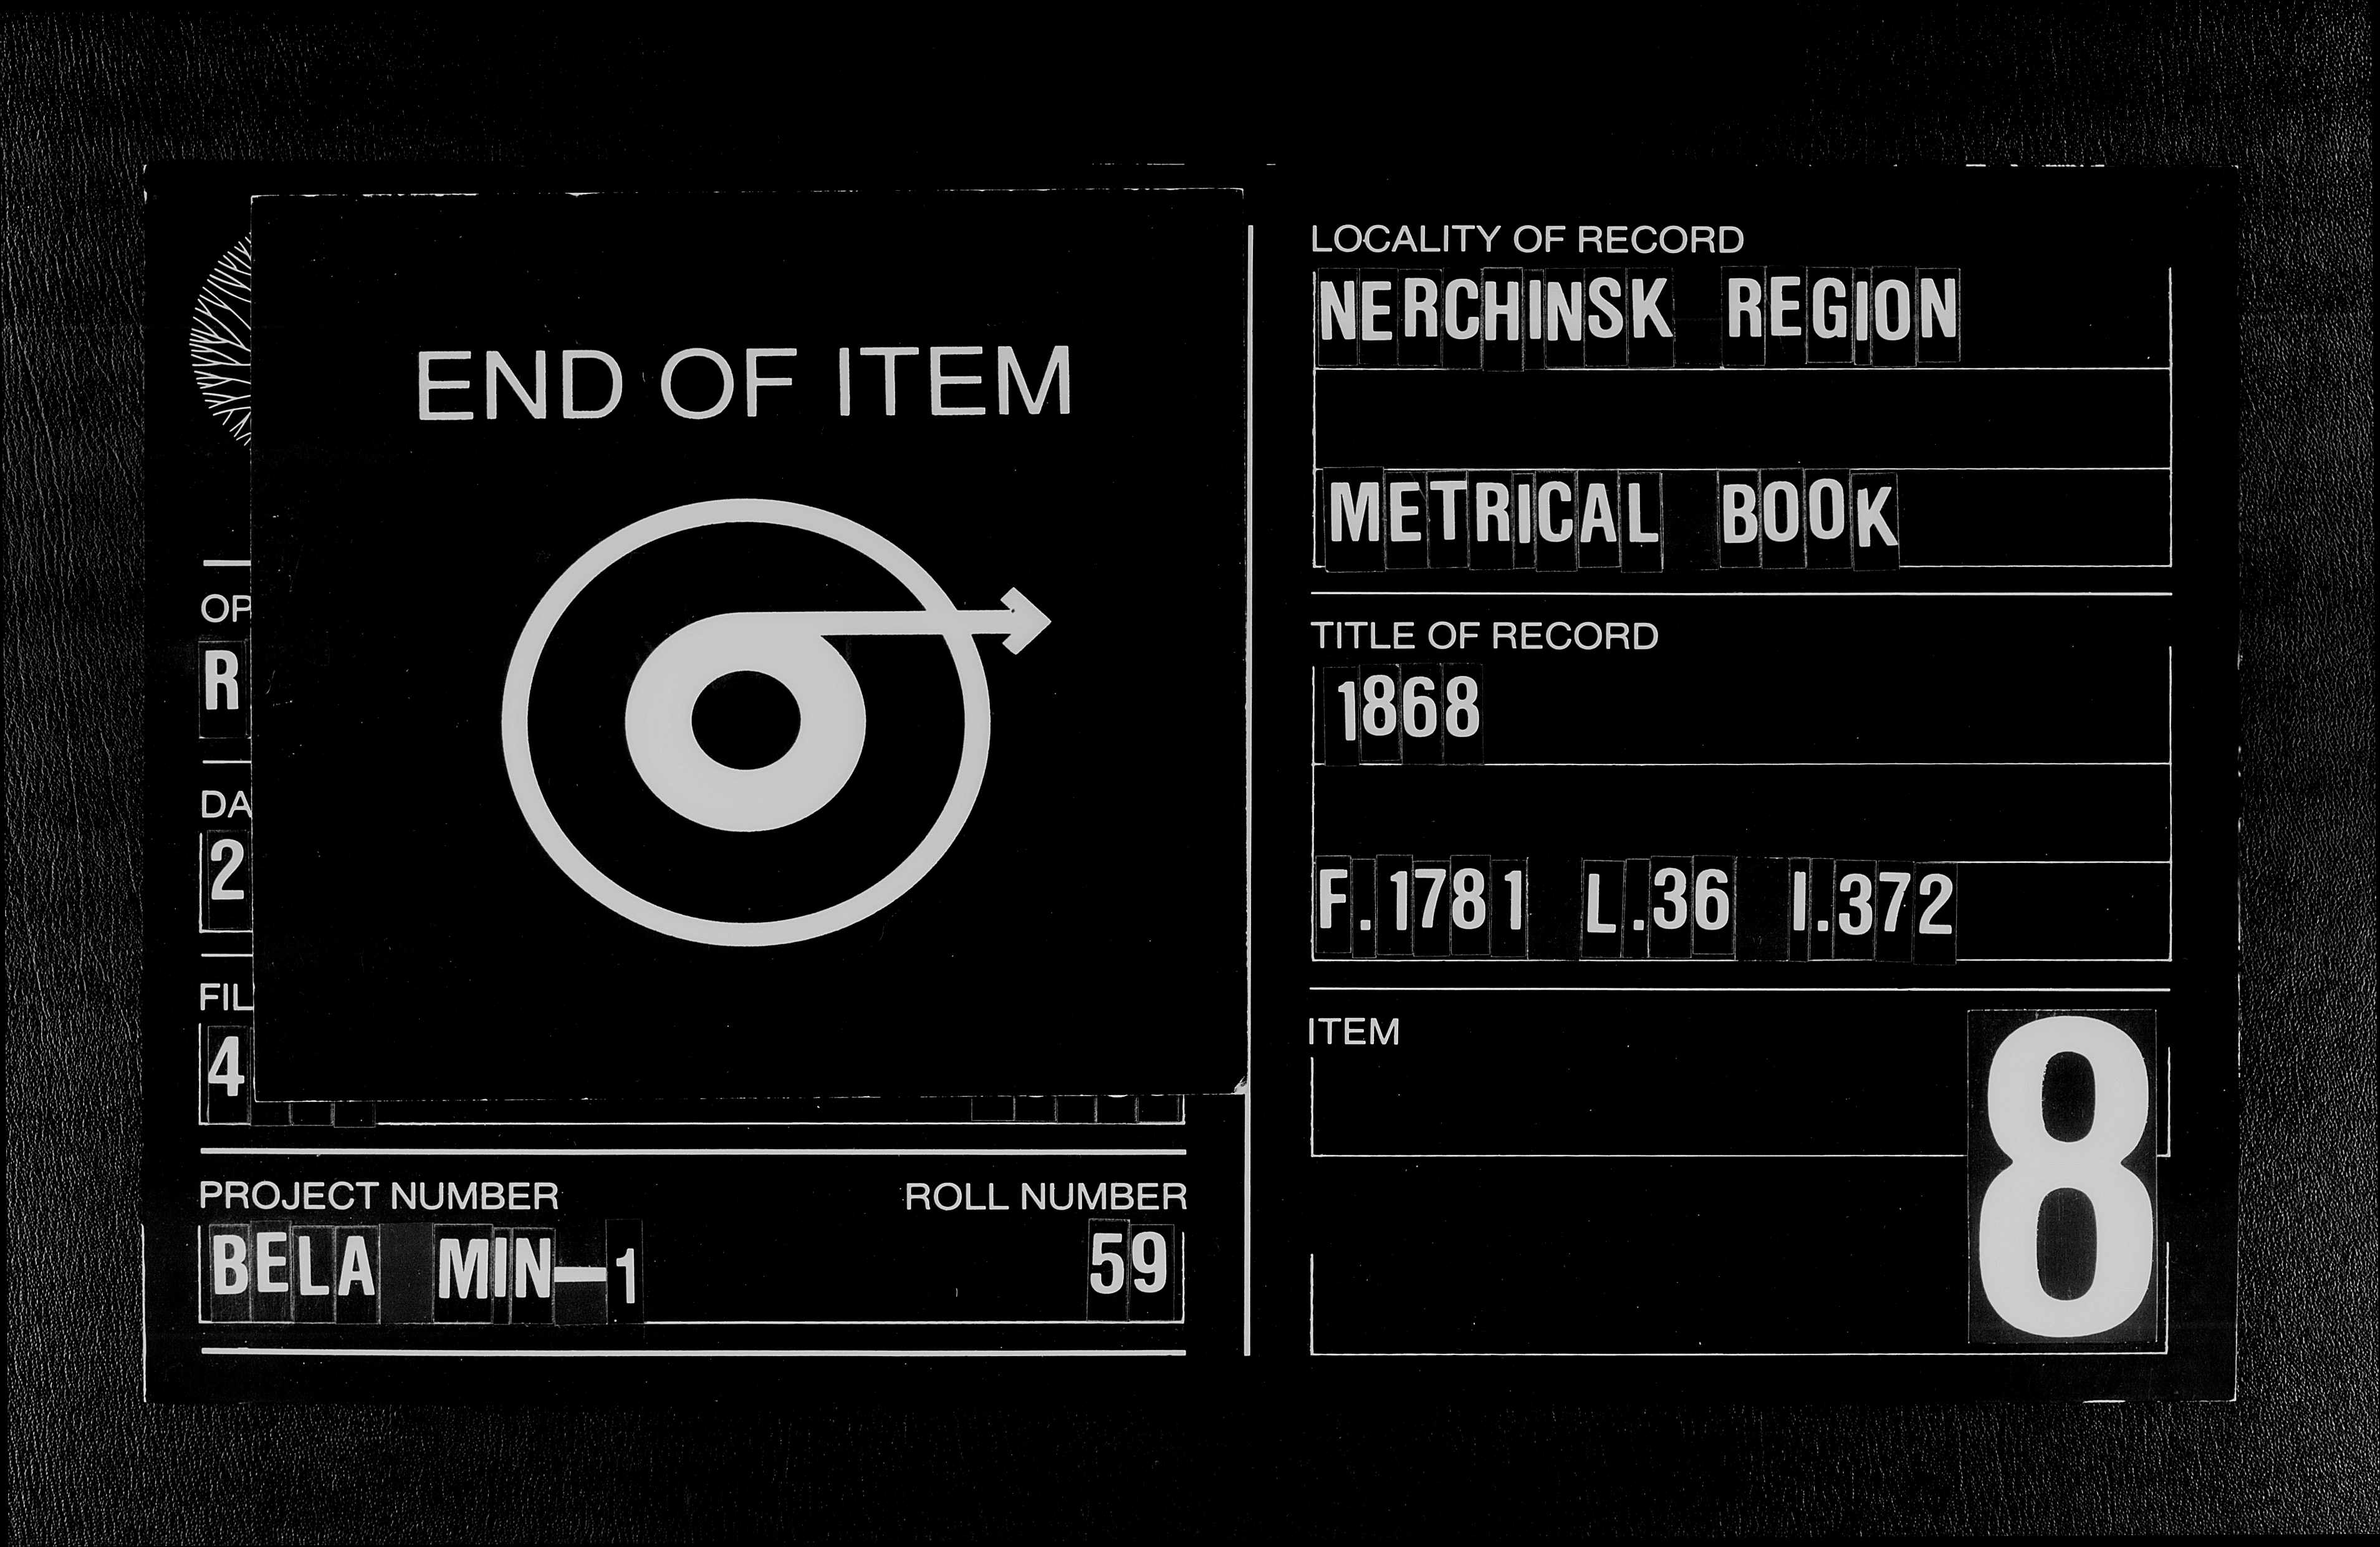 END OF ITEM
OP
R
DA
2
FIL
4
PROJECT NUMBER ROLL NUMBER
BELA MIN-1 59
LOCALITY OF RECORD
NERCHINSK REGION
METRICAL BOOK
TITLE OF RECORD
1868
F.1781 L.36 I.372
ITEM
8